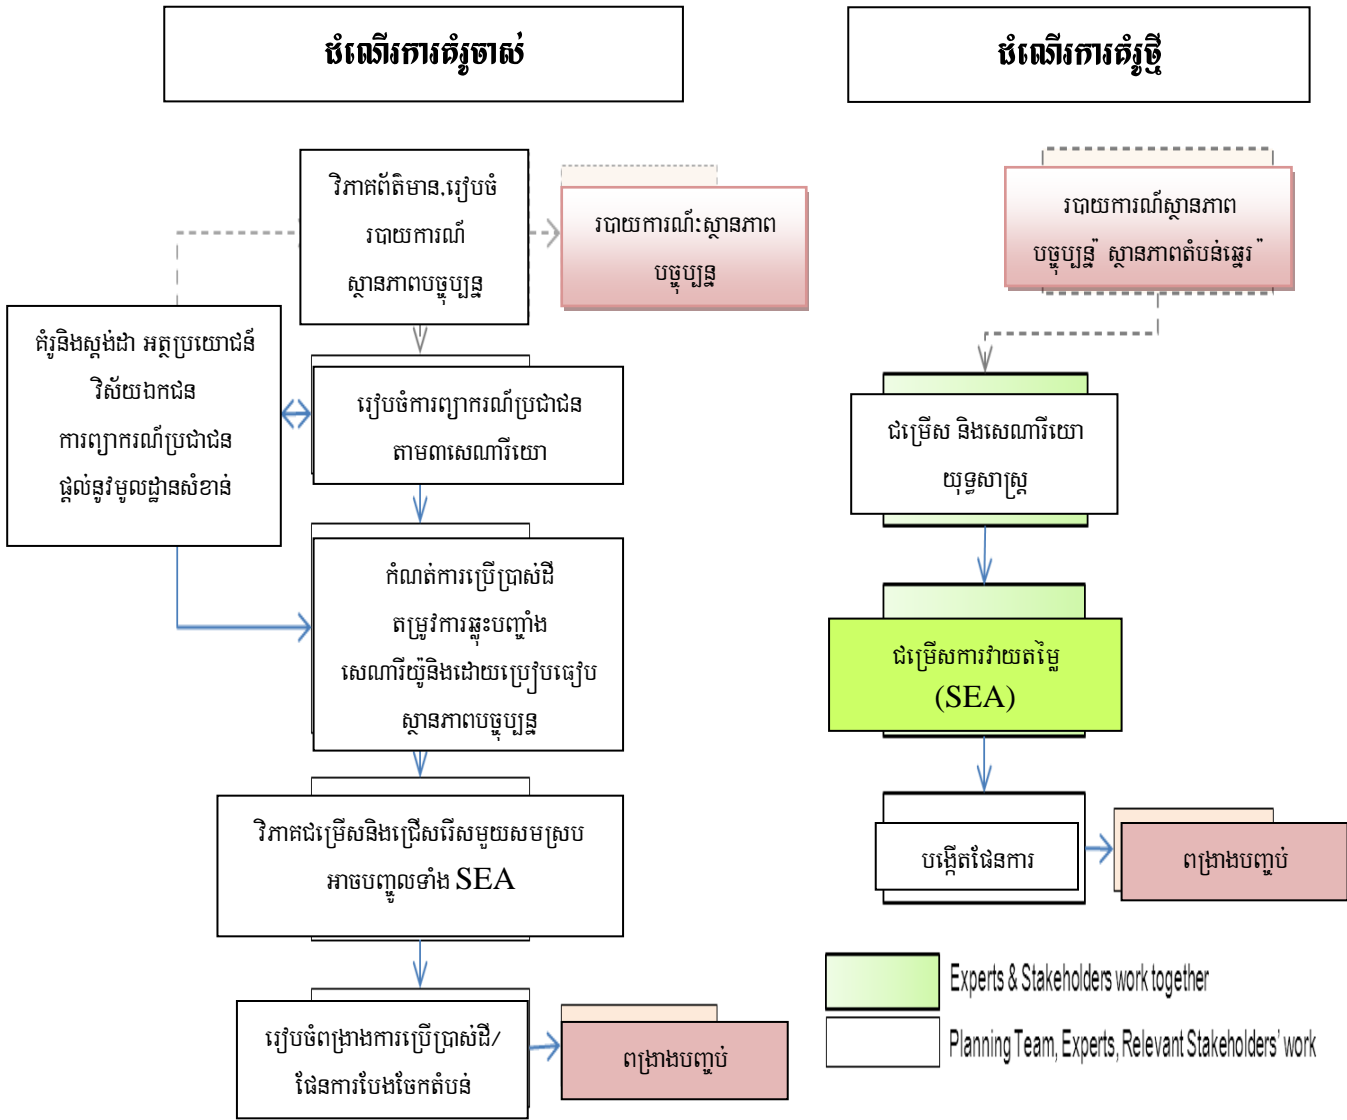 ដំណើរការគំរូចាស់
ដំណើរការគំរូថ្មី
វិភាគព័ត៌មាន,រៀបចំ
របាយការណ៍
ស្ថានភាពបច្ចុប្បន្ន
របាយការណ៍ៈស្ថានភាព
បច្ចុប្បន្ន
គំរូនិងស្តង់ដា អត្ថប្រយោជន៍
វិស័យឯកជន
ការព្យាករណ៍ប្រជាជន
ផ្តល់នូវមូលដ្ឋានសំខាន់
រៀបចំការព្យាករណ៍ប្រជាជន
តាម៣សេណារីយោ
កំណត់ការប្រើប្រាស់ដី
តម្រូវការឆ្លុះបញ្ចាំង
សេណារីយ៉ូនិងដោយប្រៀបធៀប
ស្ថានភាពបច្ចុប្បន្ន
វិភាគជម្រើសនិងជ្រើសរើសមួយសមស្រប
អាចបញ្ចូលទាំង SEA
រៀបចំពង្រាងការប្រើប្រាស់ដី/
ផែនការបែងចែកតំបន់
ពង្រាងបញ្ចប់
របាយការណ៍ស្ថានភាព
បច្ចុប្បន្ន“ ស្ថានភាពតំបន់ឆ្នេរ”
ជម្រើស និងសេណារីយោ
យុទ្ធសាស្ត្រ
ជម្រើសការវាយតម្លៃ
(SEA)
បង្កើតផែនការ
ពង្រាងបញ្ចប់
Experts & Stakeholders work together
Planning Team, Experts, Relevant Stakeholders' work